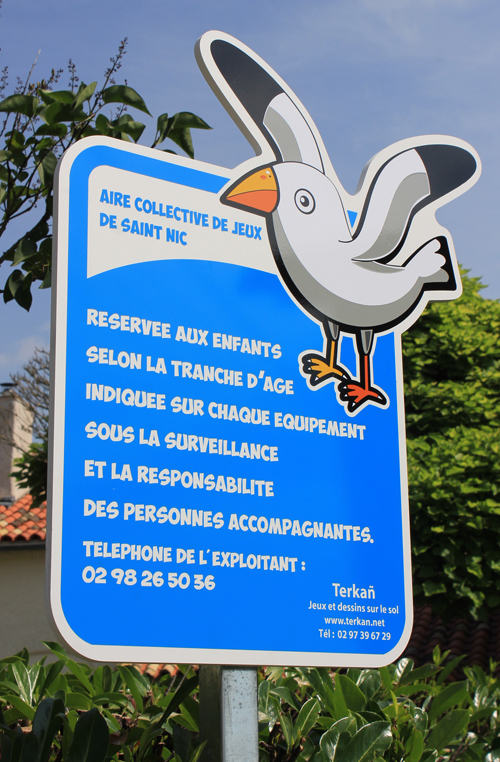 AIRE COLLECTIVE DE JEUX
DE SAINT NIC
RESERVEE AUX ENFANTS
SELON LA TRANCHE D'AGE
INDIQUEE SUR CHAQUE EQUIPEMENT
SOUS LA SURVEILLANCE
ET LA RESPONSABILITE
DES PERSONNES ACCOMPAGNANTES.
TELEPHONE DE L'EXPLOITANT :
02 98 26 50 36
Terkañ
Jeux et dessins sur le sol
www.terkan.net
Tél : 02 97 39 67 29